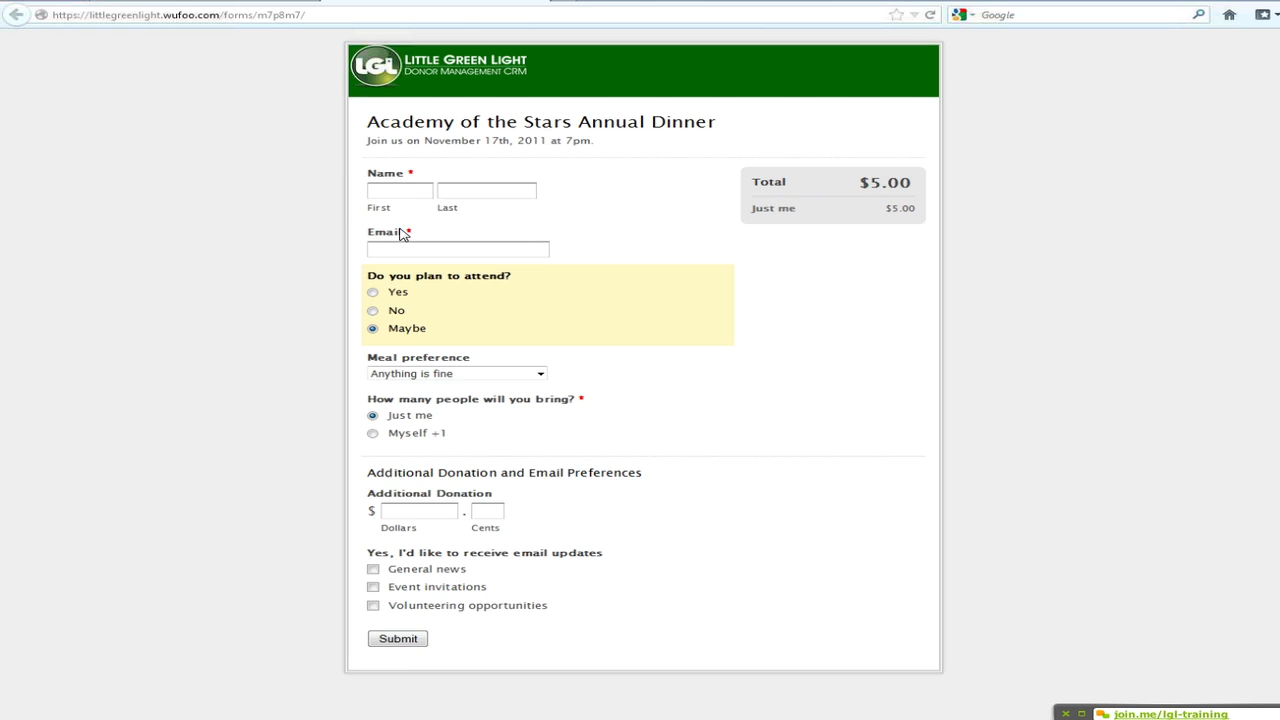 https://littlegreenlight.wufoo.com/forms/m7p8m7/
Google
LGL
LITTLE GREEN LIGHT
DONOR MANAGEMENT CRM
Academy of the Stars Annual Dinner
Join us on November 17th, 2011 at 7pm.
Name *
First Last
Total $5.00
Just me $5.00
Email *
Do you plan to attend?
Yes
No
Maybe
Meal preference
Anything is fine
How many people will you bring? *
Just me
Myself +1
Additional Donation and Email Preferences
Additional Donation
$ .
Dollars Cents
Yes, I'd like to receive email updates
General news
Event invitations
Volunteering opportunities
Submit
join.me/lgl-training